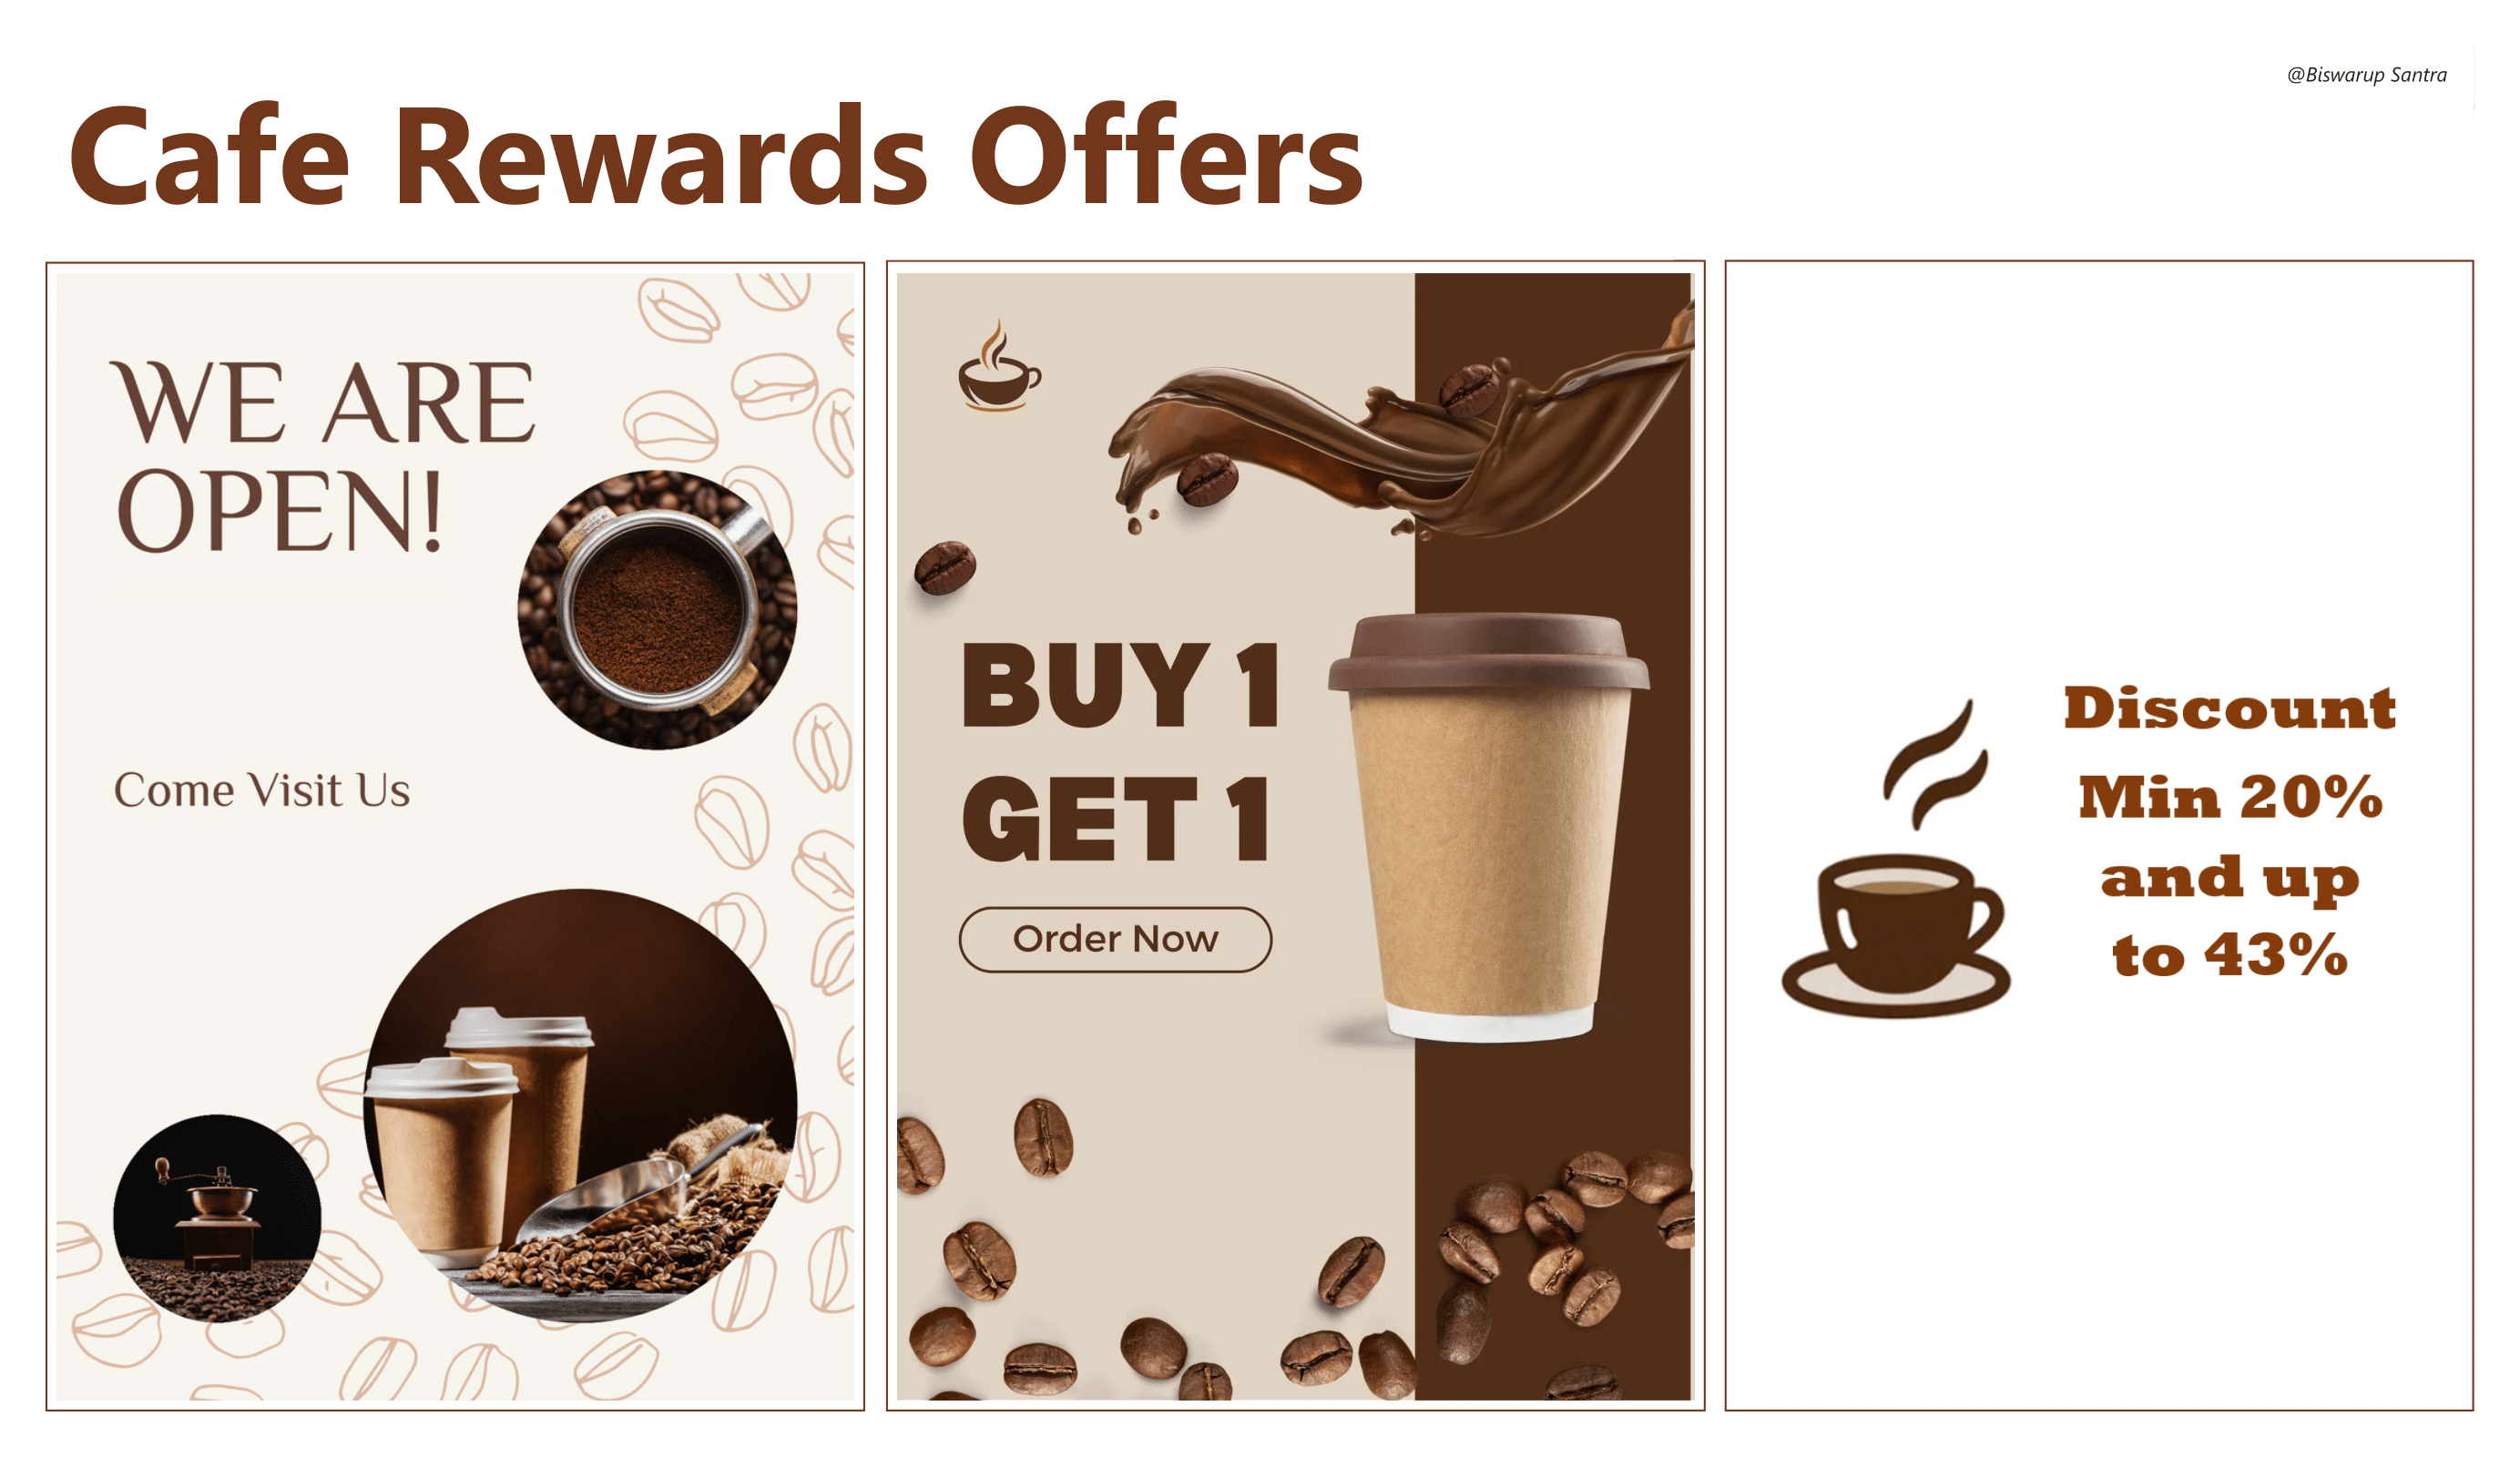 @Biswarup Santra
Cafe Rewards Offers
WE ARE
OPEN!
Come Visit Us
BUY 1
GET 1
Order Now
Discount
Min 20%
and up
to 43%